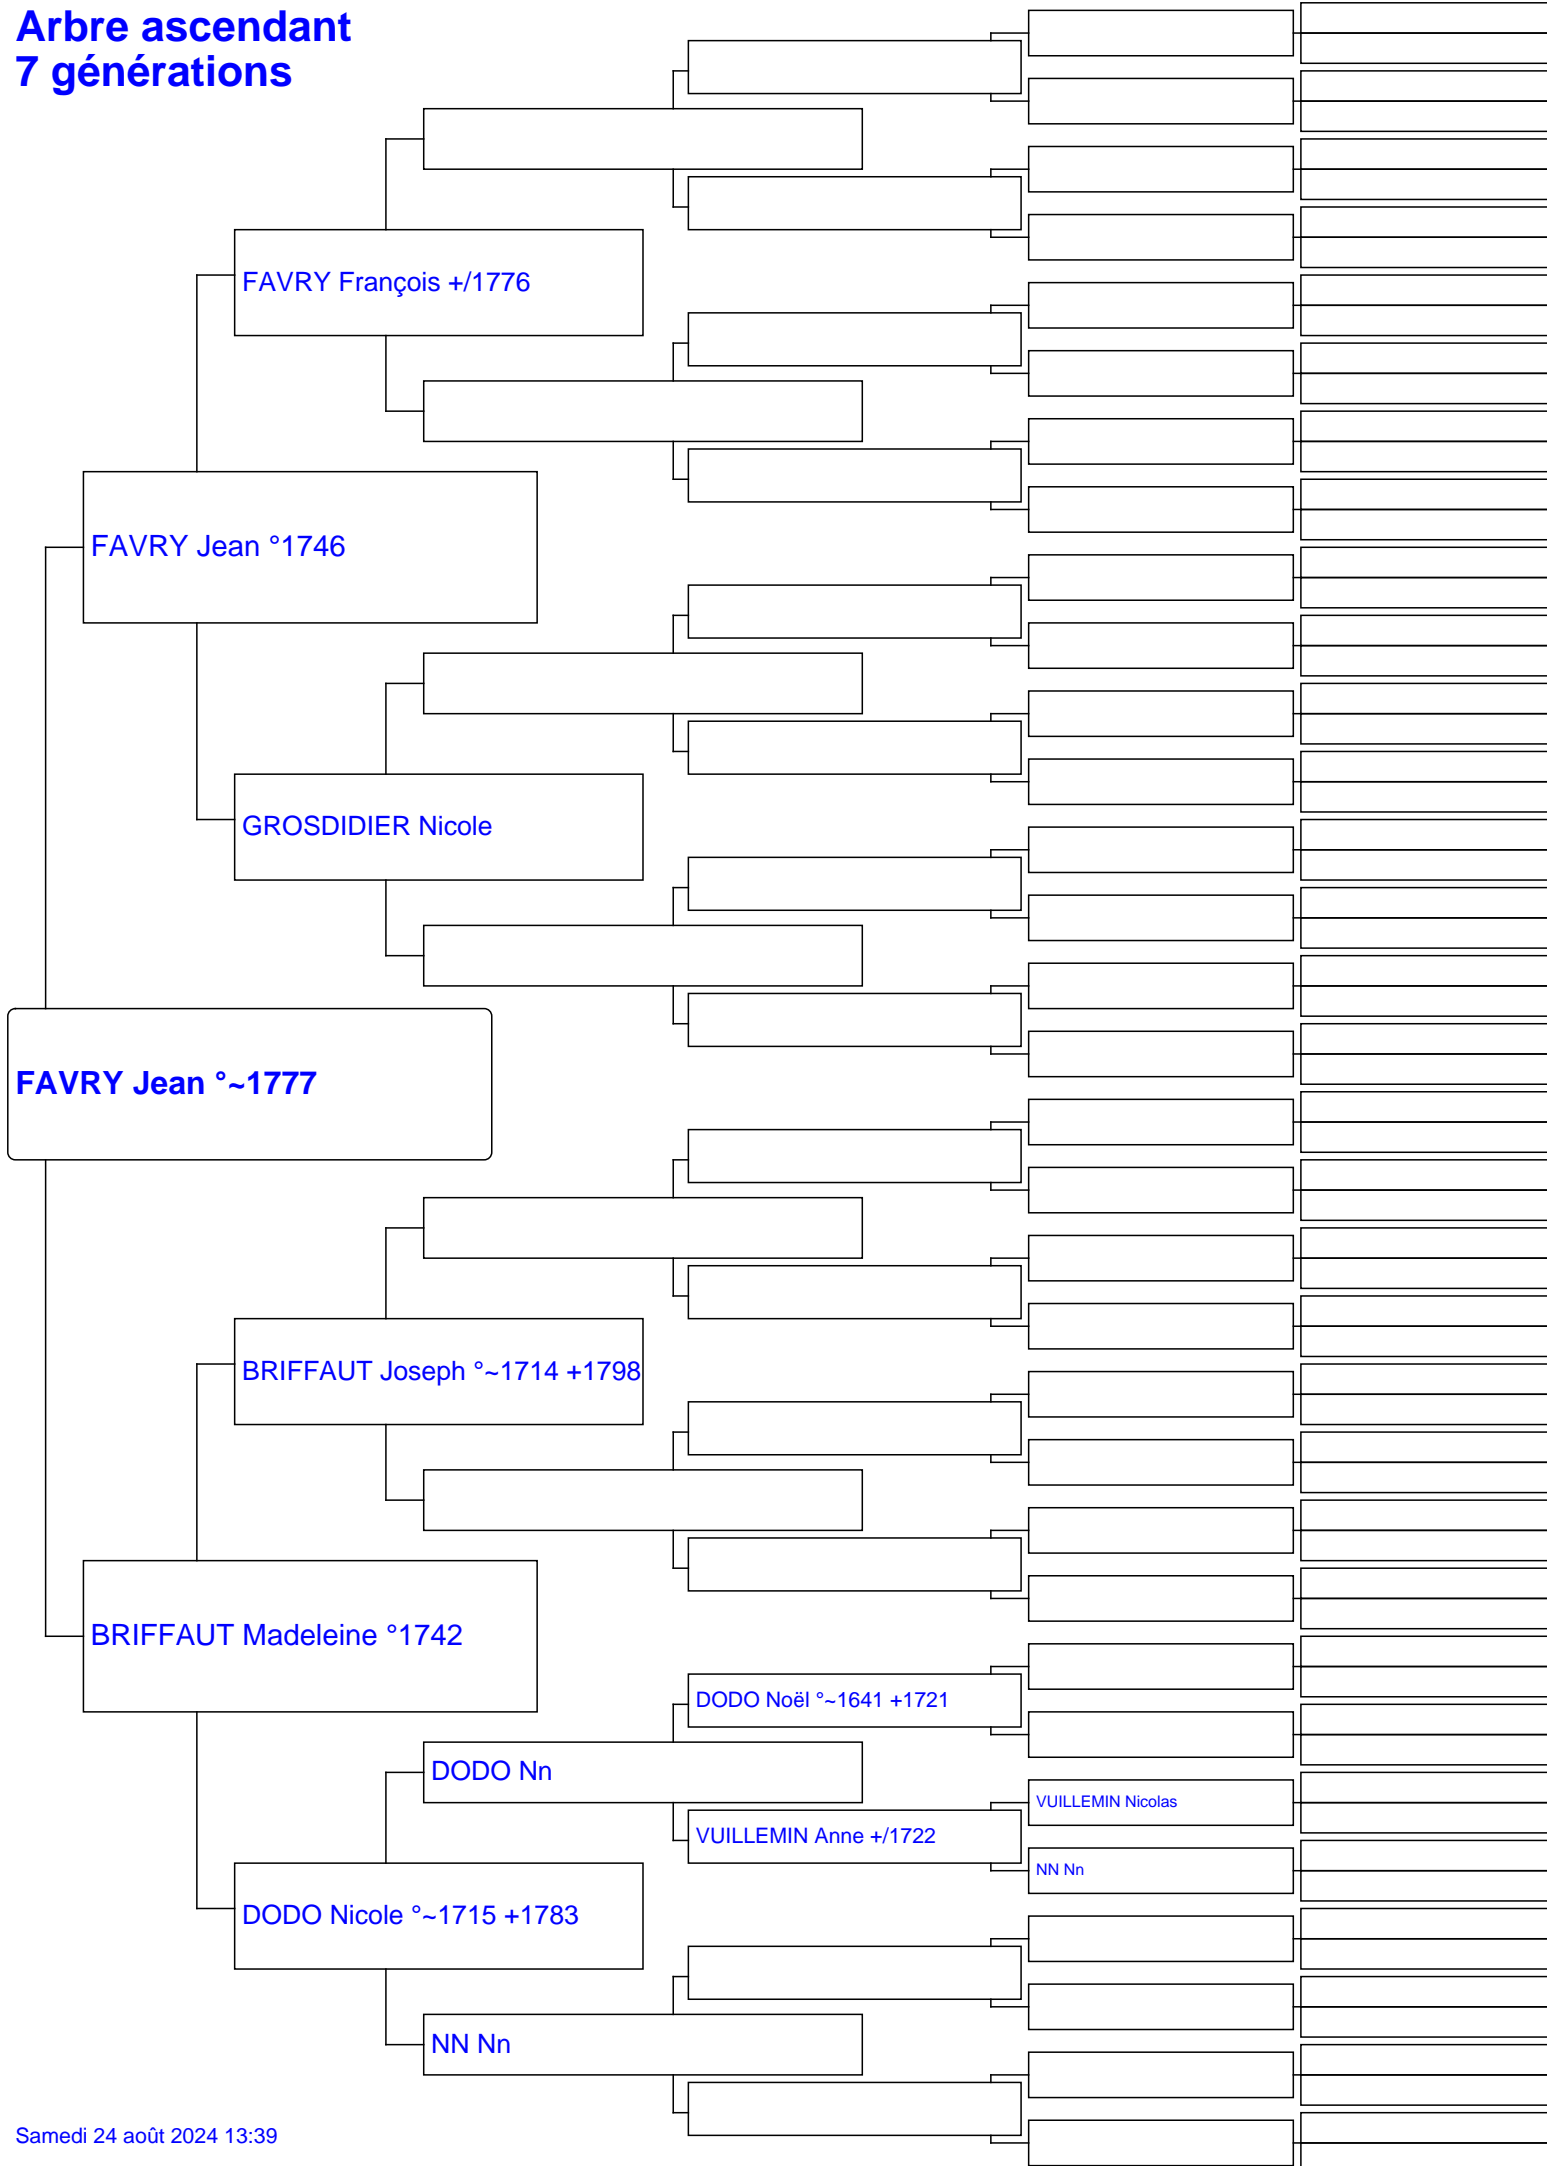 Arbre ascendant
7 générations
FAVRY François +/1776
FAVRY Jean °1746
GROSDIDIER Nicole
FAVRY Jean °~1777
BRIFFAUT Joseph °~1714 +1798
BRIFFAUT Madeleine °1742
DODO Noël °~1641 +1721
DODO Nn
VUILLEMIN Nicolas
VUILLEMIN Anne +/1722
NN Nn
DODO Nicole °~1715 +1783
NN Nn
Samedi 24 août 2024 13:39